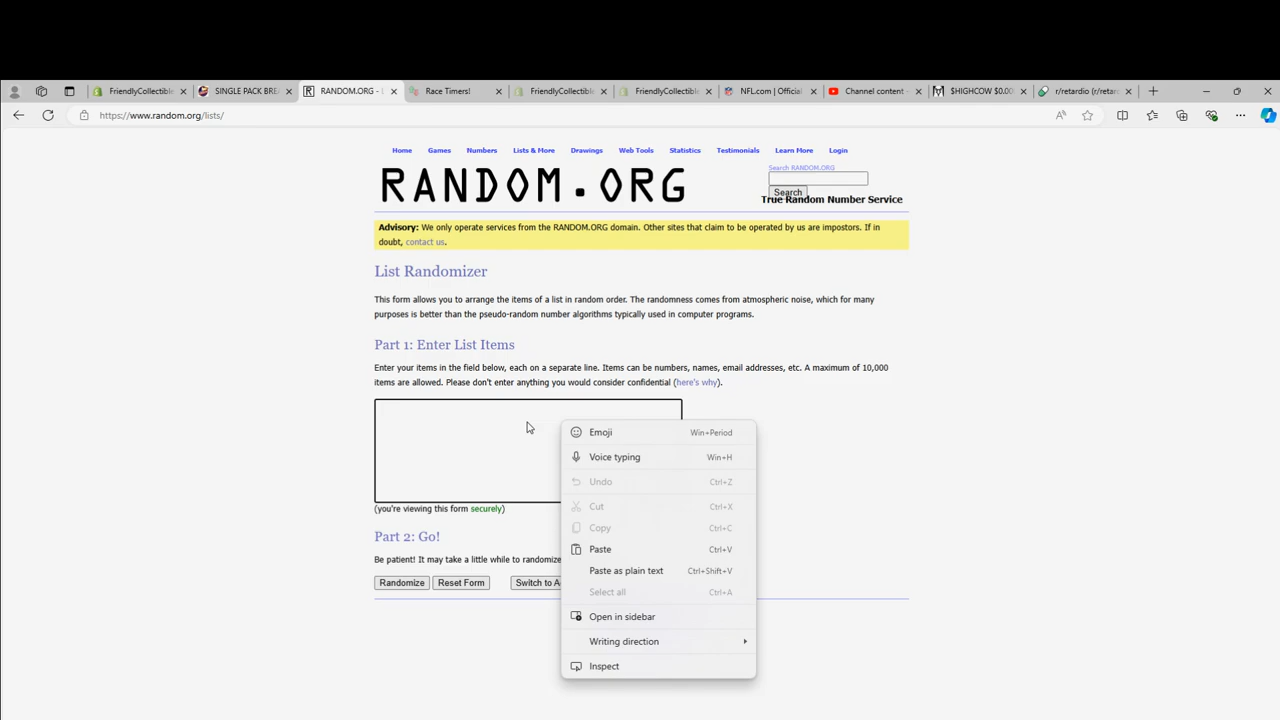 FriendlyCollectible
SINGLE PACK BREA
RANDOM.ORG - L
Race Timers!
FriendlyCollectible
FriendlyCollectible
NFL.com | Official
Channel content -
$HIGHCOW $0.00
r/retardio (r/retar
https://www.random.org/lists/
Home Games Numbers Lists & More Drawings Web Tools Statistics Testimonials Learn More Login
RANDOM.ORG
Search RANDOM.ORG
Search
True Random Number Service
Advisory: We only operate services from the RANDOM.ORG domain. Other sites that claim to be operated by us are impostors. If in
doubt, contact us.
List Randomizer
This form allows you to arrange the items of a list in random order. The randomness comes from atmospheric noise, which for many
purposes is better than the pseudo-random number algorithms typically used in computer programs.
Part 1: Enter List Items
Enter your items in the field below, each on a separate line. Items can be numbers, names, email addresses, etc. A maximum of 10,000
items are allowed. Please don't enter anything you would consider confidential (here's why).
(you're viewing this form securely)
Part 2: Go!
Be patient! It may take a little while to randomize
Randomize Reset Form Switch to A
Emoji Win+Period
Voice typing Win+H
Undo Ctrl+Z
Cut Ctrl+X
Copy Ctrl+C
Paste Ctrl+V
Paste as plain text Ctrl+Shift+V
Select all Ctrl+A
Open in sidebar
Writing direction
Inspect